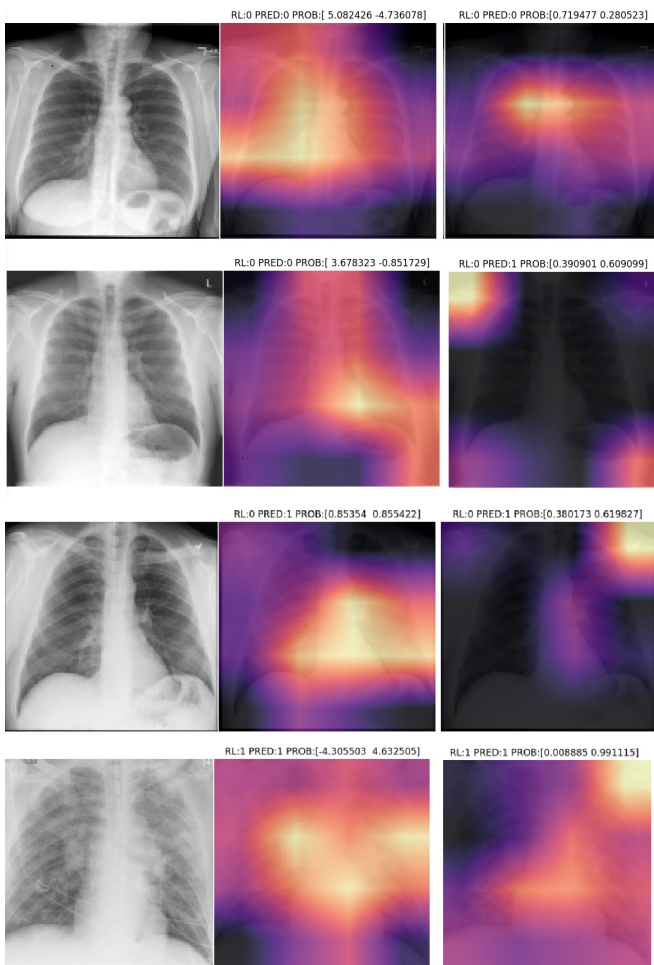 RL:0 PRED:0 PROB:[ 5.082426 -4.736078]
RL:0 PRED:0 PROB:[0.719477 0.280523]
RL:0 PRED:0 PROB:[ 3.678323 -0.851729]
RL:0 PRED:1 PROB:[0.390901 0.609099]
L
RL:0 PRED:1 PROB:[0.85354 0.855422]
RL:0 PRED:1 PROB:[0.380173 0.619827]
RL:1 PRED:1 PROB:[-4.305503 4.632505]
RL:1 PRED:1 PROB:[0.008885 0.991115]